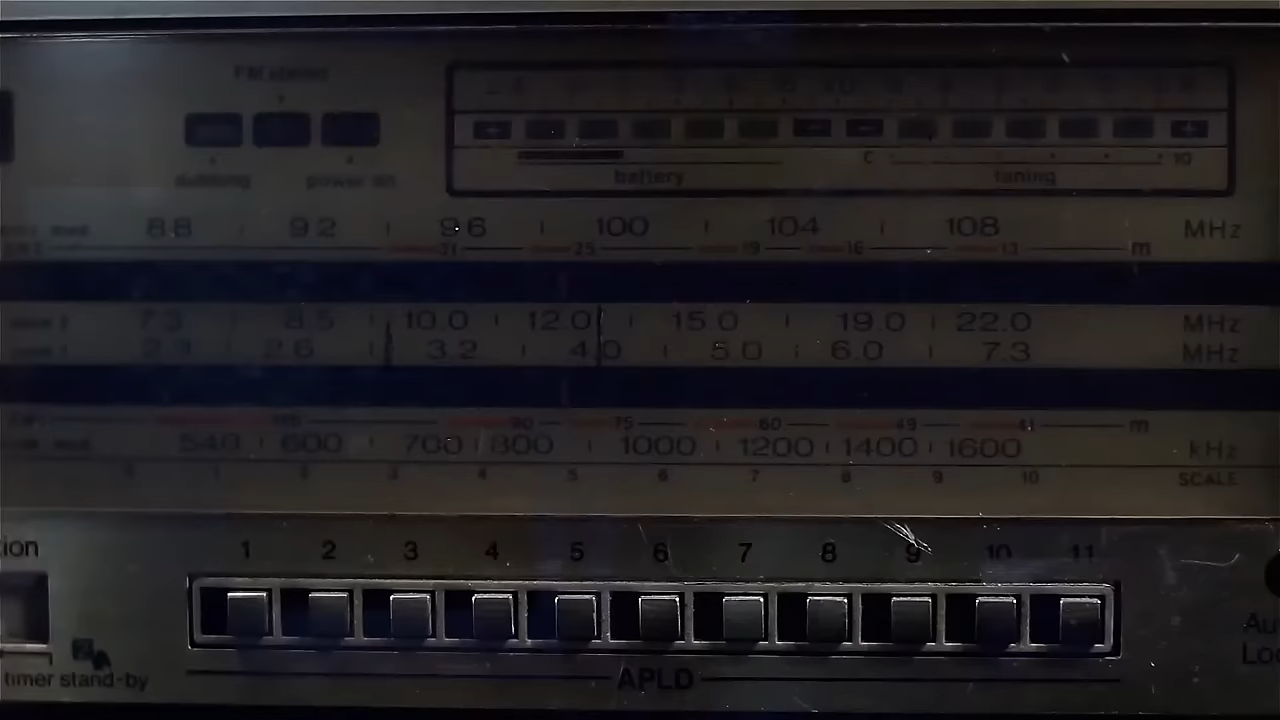 FM stereo
dubbing power on
battery tuning
C 10
88 92 96 100 104 108 MHz
31 25 19 16 13 m
7.3 8.5 10.0 12.0 15.0 19.0 22.0 MHz
2.3 2.6 3.2 4.0 5.0 6.0 7.3 MHz
90 75 60 49 41 m
540 600 700 800 1000 1200 1400 1600 kHz
1 2 3 4 5 6 7 8 9 10 SCALE
1 2 3 4 5 6 7 8 9 10 11
APLD
timer stand-by